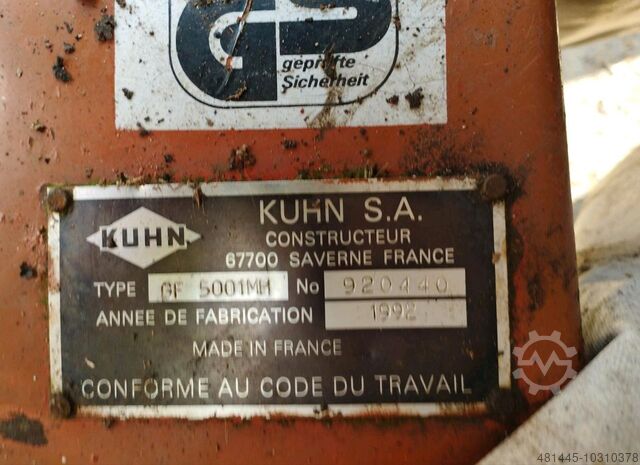 GS
geprüfte
Sicherheit
KUHN
KUHN S.A.
CONSTRUCTEUR
67700 SAVERNE FRANCE
TYPE GF 5001MH No 920440
ANNEE DE FABRICATION 1992
MADE IN FRANCE
CONFORME AU CODE DU TRAVAIL
481445-10310378